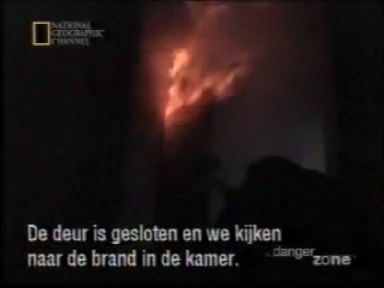 NATIONAL
GEOGRAPHIC
CHANNEL
De deur is gesloten en we kijken
naar de brand in de kamer.
danger
zone